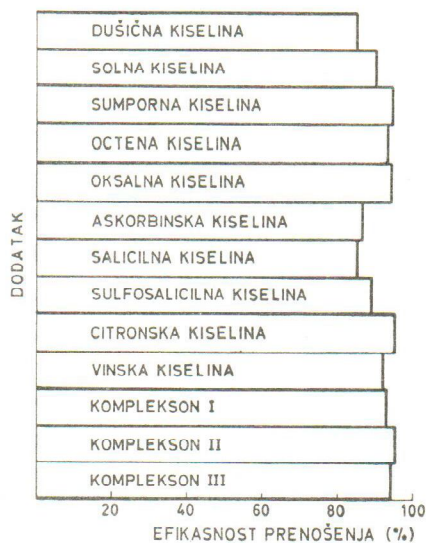 DUŠIČNA KISELINA
SOLNA KISELINA
SUMPORNA KISELINA
OCTENA KISELINA
OKSALNA KISELINA
ASKORBINSKA KISELINA
SALICILNA KISELINA
SULFOSALICILNA KISELINA
CITRONSKA KISELINA
VINSKA KISELINA
KOMPLEKSON I
KOMPLEKSON II
KOMPLEKSON III
DODATAK
20 40 60 80 100
EFIKASNOST PRENOŠENJA (%)